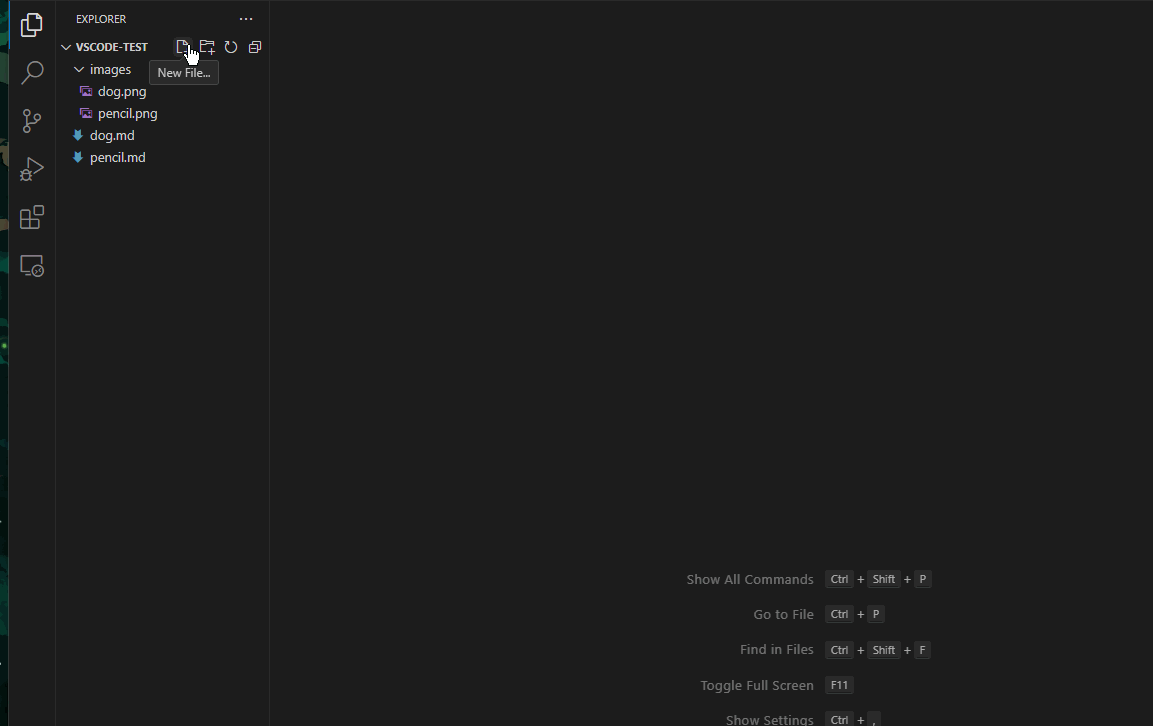 EXPLORER
VSCODE-TEST
images
New File...
dog.png
pencil.png
dog.md
pencil.md
Show All Commands Ctrl + Shift + P
Go to File Ctrl + P
Find in Files Ctrl + Shift + F
Toggle Full Screen F11
Show Settings Ctrl + ,